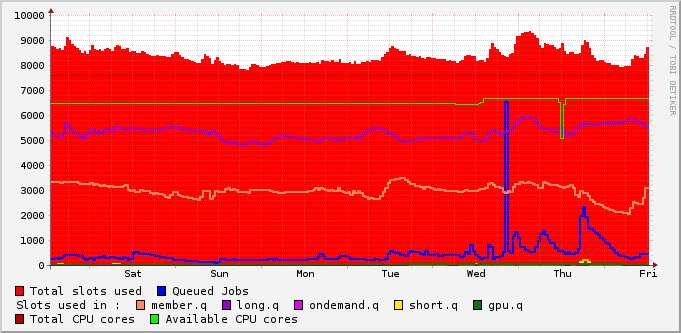 10000
9000
8000
7000
6000
5000
4000
3000
2000
1000
0
Sat Sun Mon Tue Wed Thu Fri
RRDTOOL / TOBI OETIKER
Total slots used Queued Jobs
Slots used in : member.q long.q ondemand.q short.q gpu.q
Total CPU cores Available CPU cores